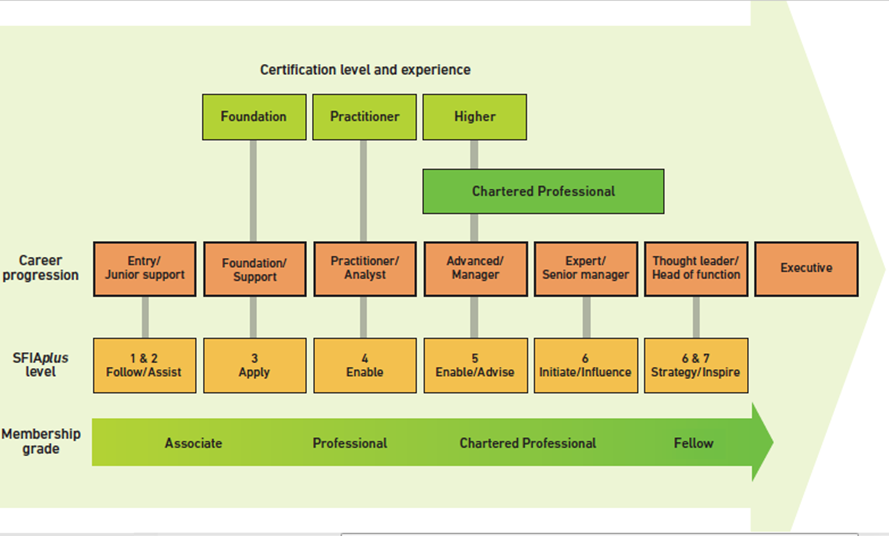 Certification level and experience
Foundation
Practitioner
Higher
Chartered Professional
Career
progression
Entry/
Junior support
Foundation/
Support
Practitioner/
Analyst
Advanced/
Manager
Expert/
Senior manager
Thought leader/
Head of function
Executive
SFIAplus
level
1 & 2
Follow/Assist
3
Apply
4
Enable
5
Enable/Advise
6
Initiate/Influence
6 & 7
Strategy/Inspire
Membership
grade
Associate
Professional
Chartered Professional
Fellow